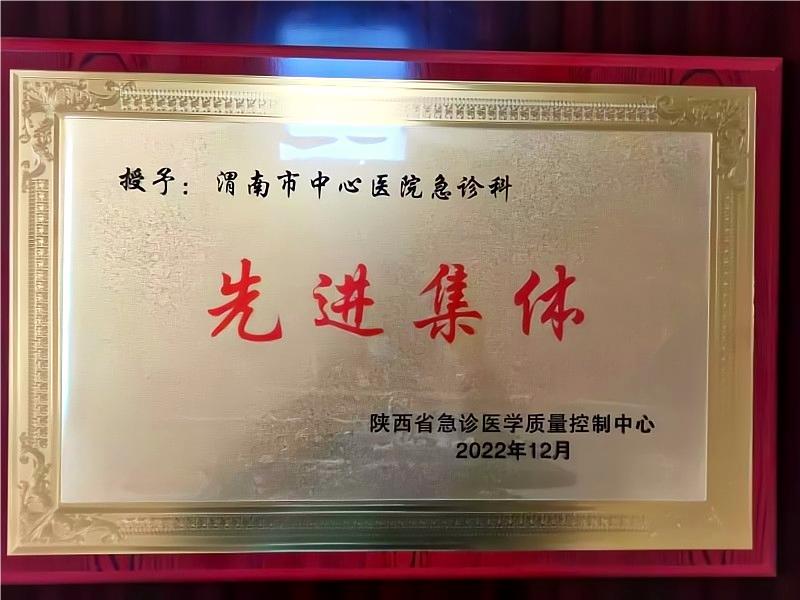 授予：渭南市中心医院急诊科
先进集体
陕西省急诊医学质量控制中心
2022年12月